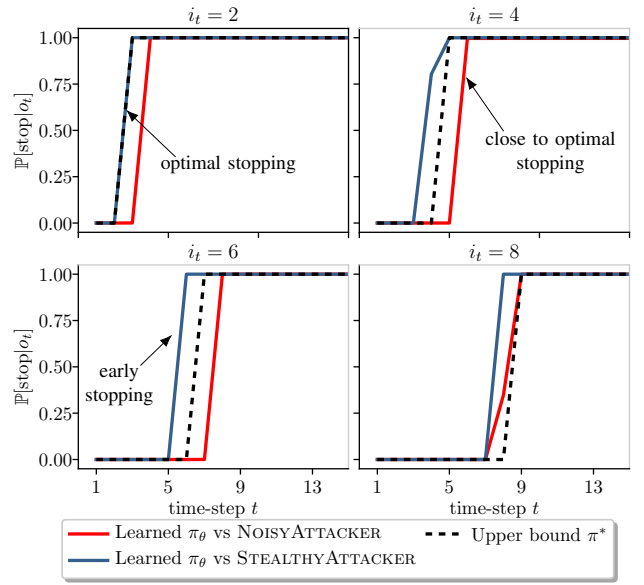 i_t = 2
i_t = 4
ℙ[stop|o_t]
1.00
0.75
0.50
0.25
0.00
optimal stopping
close to optimal
stopping
i_t = 6
i_t = 8
ℙ[stop|o_t]
1.00
0.75
0.50
0.25
0.00
early
stopping
1 5 9 13
1 5 9 13
time-step t
time-step t
Learned π_θ vs NOISYATTACKER
Upper bound π*
Learned π_θ vs STEALTHYATTACKER